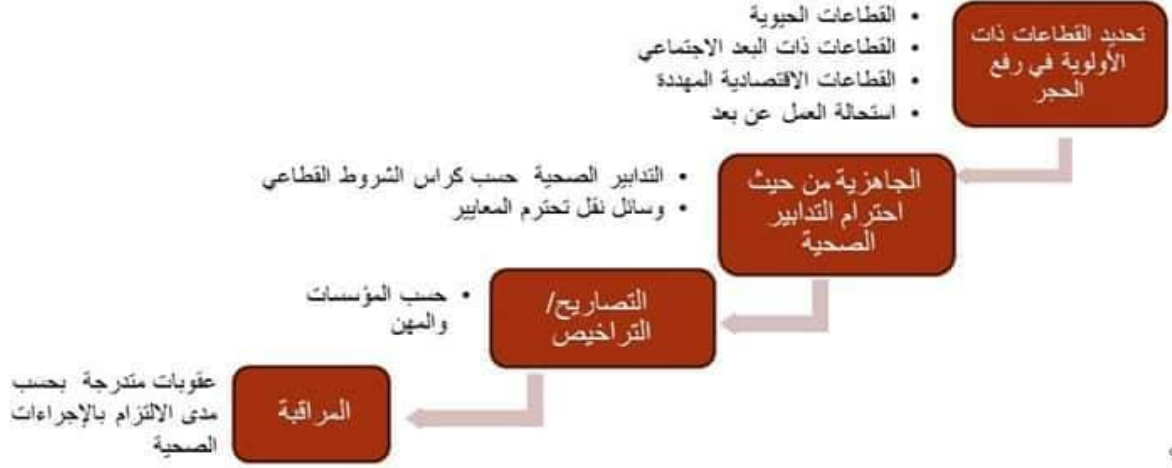 تحديد القطاعات ذات
الأولوية في رفع
الحجر
• القطاعات الحيوية
• القطاعات ذات البعد الاجتماعي
• القطاعات الاقتصادية المهددة
• استحالة العمل عن بعد
الجاهزية من حيث
احترام التدابير
الصحية
• التدابير الصحية حسب كراس الشروط القطاعي
• وسائل نقل تحترم المعايير
التصاريح/
التراخيص
• حسب المؤسسات
والمهن
المراقبة
عقوبات متدرجة بحسب
مدى الالتزام بالإجراءات
الصحية